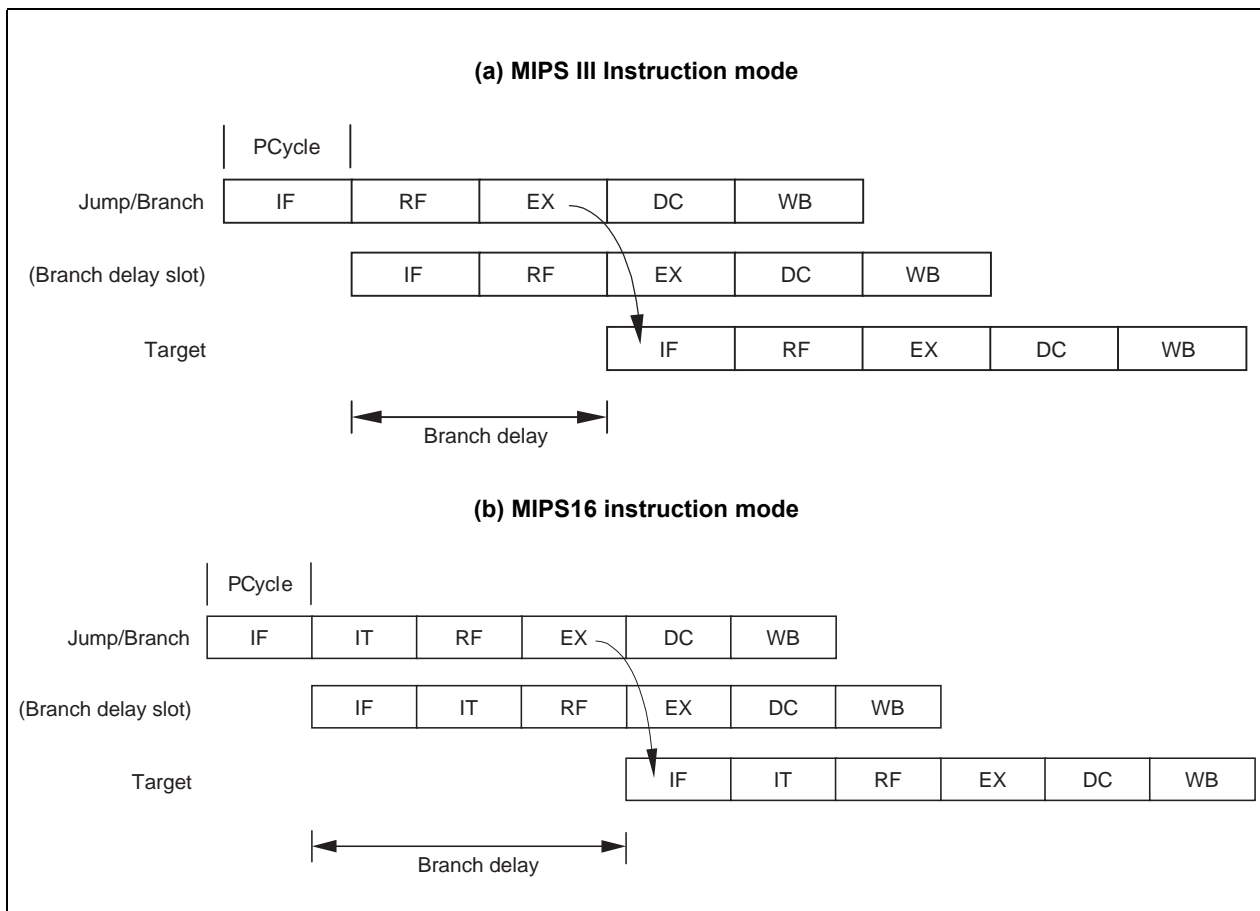 (a) MIPS III Instruction mode
PCycle
Jump/Branch IF RF EX DC WB
(Branch delay slot) IF RF EX DC WB
Target IF RF EX DC WB
Branch delay
(b) MIPS16 instruction mode
PCycle
Jump/Branch IF IT RF EX DC WB
(Branch delay slot) IF IT RF EX DC WB
Target IF IT RF EX DC WB
Branch delay